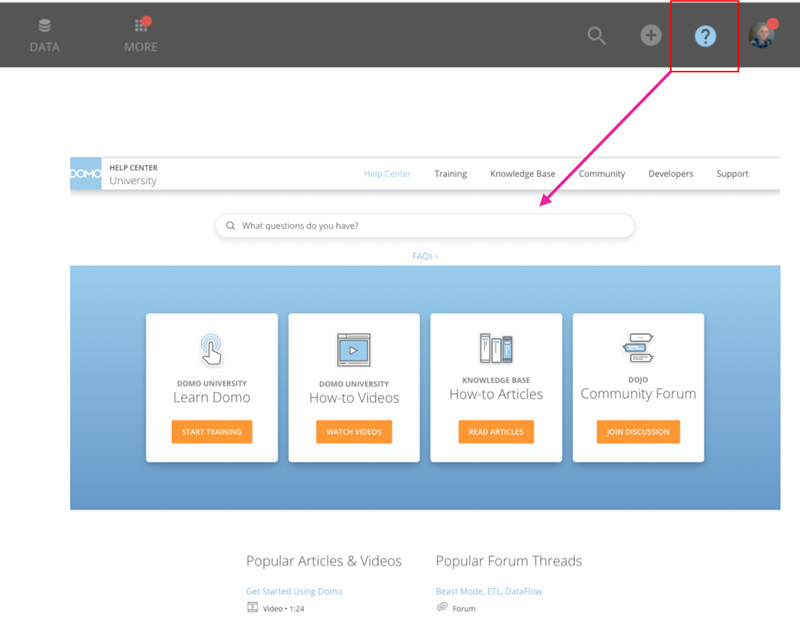 DATA
MORE
?
DOMO
HELP CENTER
University
Help Center
Training
Knowledge Base
Community
Developers
Support
What questions do you have?
FAQs ›
DOMO UNIVERSITY
Learn Domo
START TRAINING
DOMO UNIVERSITY
How-to Videos
WATCH VIDEOS
KNOWLEDGE BASE
How-to Articles
READ ARTICLES
DOJO
Community Forum
JOIN DISCUSSION
Popular Articles & Videos
Get Started Using Domo
Video • 1:24
Popular Forum Threads
Beast Mode, ETL, DataFlow
Forum